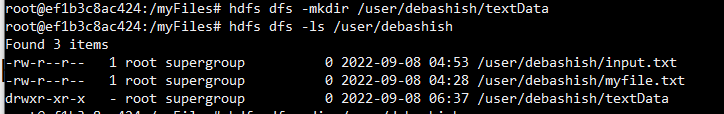 root@ef1b3c8ac424:/myFiles# hdfs dfs -mkdir /user/debashish/textData
root@ef1b3c8ac424:/myFiles# hdfs dfs -ls /user/debashish
Found 3 items
-rw-r--r--   1 root supergroup          0 2022-09-08 04:53 /user/debashish/input.txt
-rw-r--r--   1 root supergroup          0 2022-09-08 04:28 /user/debashish/myfile.txt
drwxr-xr-x   - root supergroup          0 2022-09-08 06:37 /user/debashish/textData